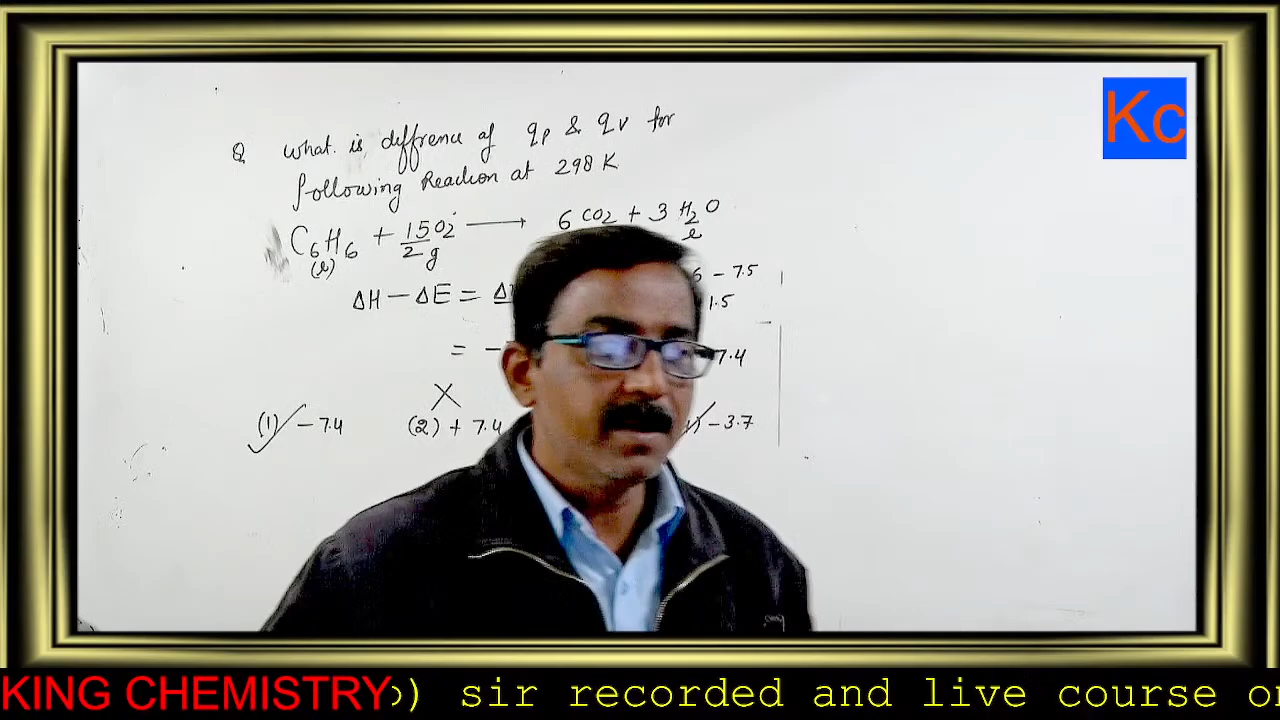 Kc
Q what is diffrence of qp & qv for
following Reaction at 298 K
C6H6 + 15/2 O2 ⟶ 6 CO2 + 3 H2O
(l) g l
6 - 7.5
ΔH - ΔE = Δ
1.5
= -
7.4
X
(1) ✓ - 7.4 (2) + 7.4 - 3.7
KING CHEMISTRY) sir recorded and live course